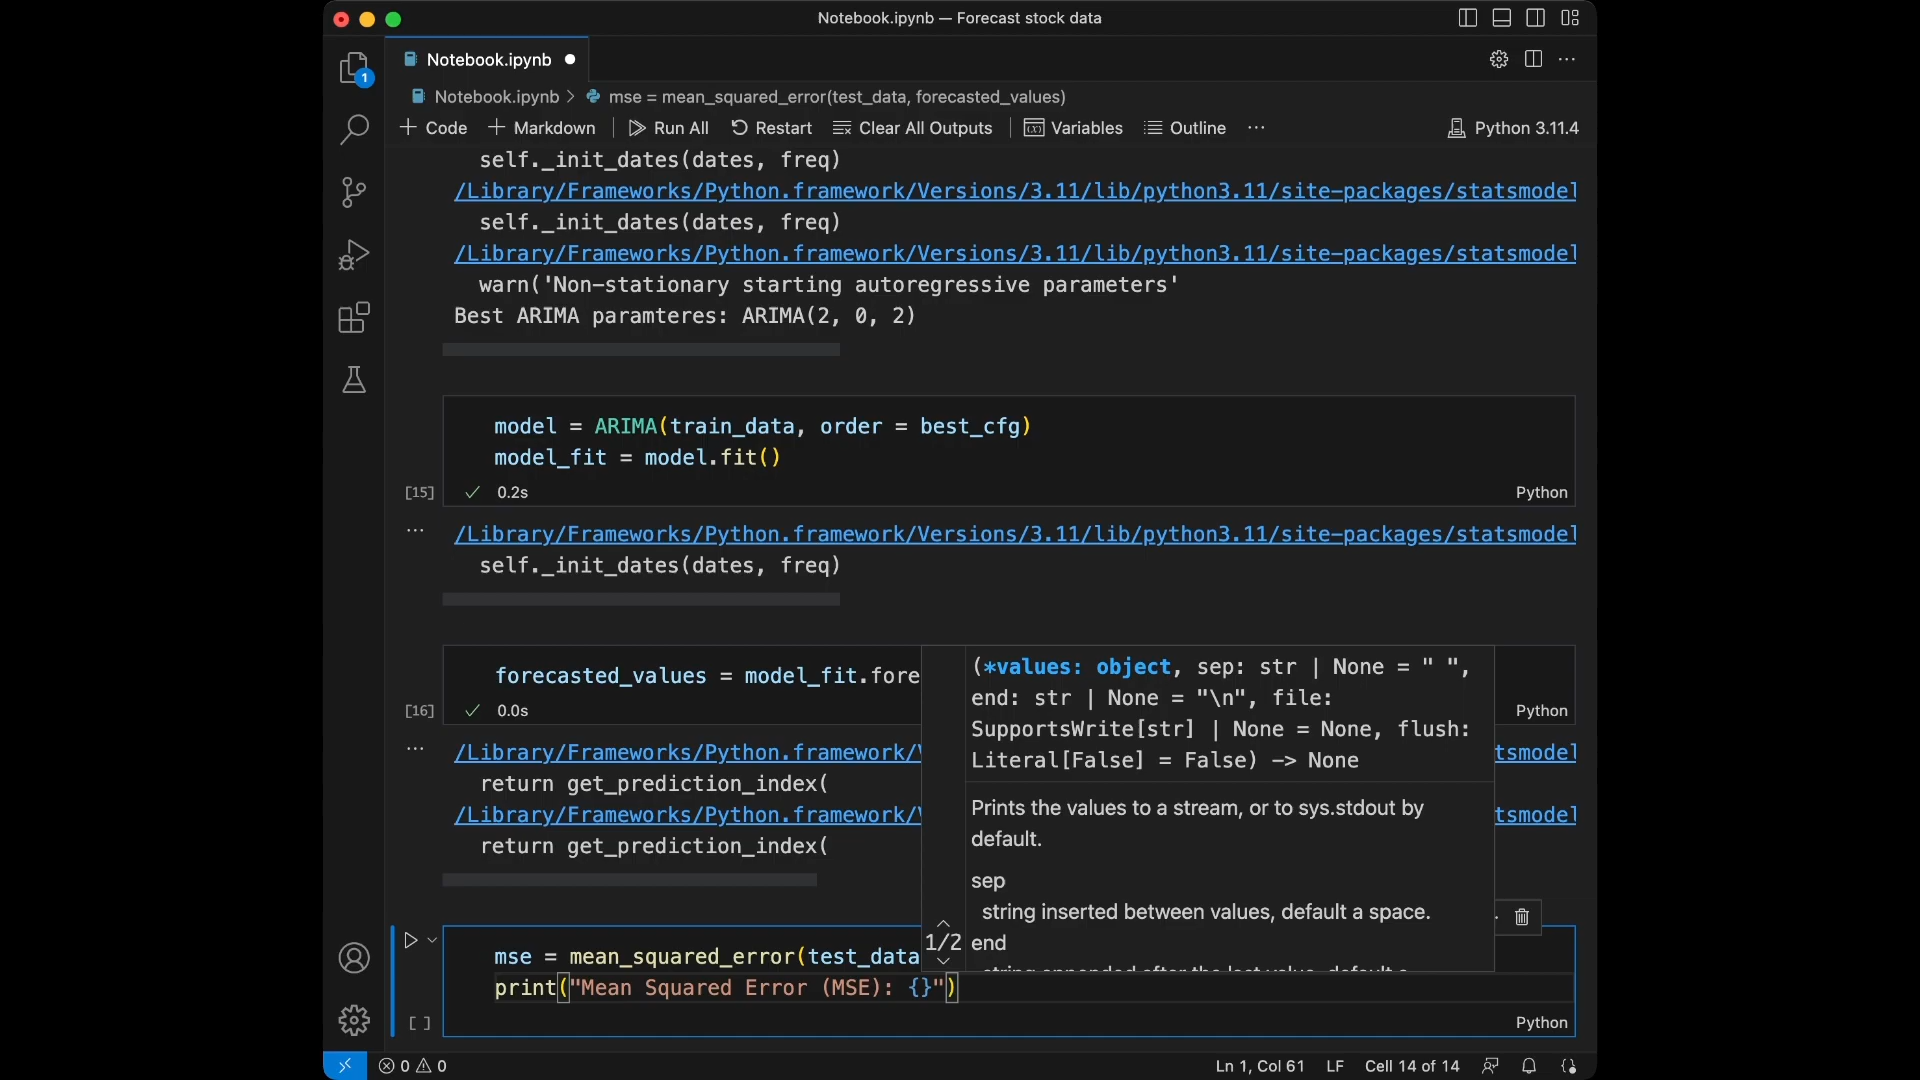 Notebook.ipynb — Forecast stock data
1
Notebook.ipynb
Notebook.ipynb > mse = mean_squared_error(test_data, forecasted_values)
Code Markdown Run All Restart Clear All Outputs Variables Outline ... Python 3.11.4
self._init_dates(dates, freq)
/Library/Frameworks/Python.framework/Versions/3.11/lib/python3.11/site-packages/statsmodel
self._init_dates(dates, freq)
/Library/Frameworks/Python.framework/Versions/3.11/lib/python3.11/site-packages/statsmodel
warn('Non-stationary starting autoregressive parameters'
Best ARIMA paramteres: ARIMA(2, 0, 2)
model = ARIMA(train_data, order = best_cfg)
model_fit = model.fit()
[15] 0.2s Python
/Library/Frameworks/Python.framework/Versions/3.11/lib/python3.11/site-packages/statsmodel
self._init_dates(dates, freq)
forecasted_values = model_fit.fore
[16] 0.0s Python
/Library/Frameworks/Python.framework/ tsmodel
return get_prediction_index(
/Library/Frameworks/Python.framework/ tsmodel
return get_prediction_index(
(*values: object, sep: str | None = " ",
end: str | None = "\n", file:
SupportsWrite[str] | None = None, flush:
Literal[False] = False) -> None
Prints the values to a stream, or to sys.stdout by
default.
sep
string inserted between values, default a space.
1/2
end
mse = mean_squared_error(test_data
print("Mean Squared Error (MSE): {}")
[ ] Python
0 0 Ln 1, Col 61 LF Cell 14 of 14